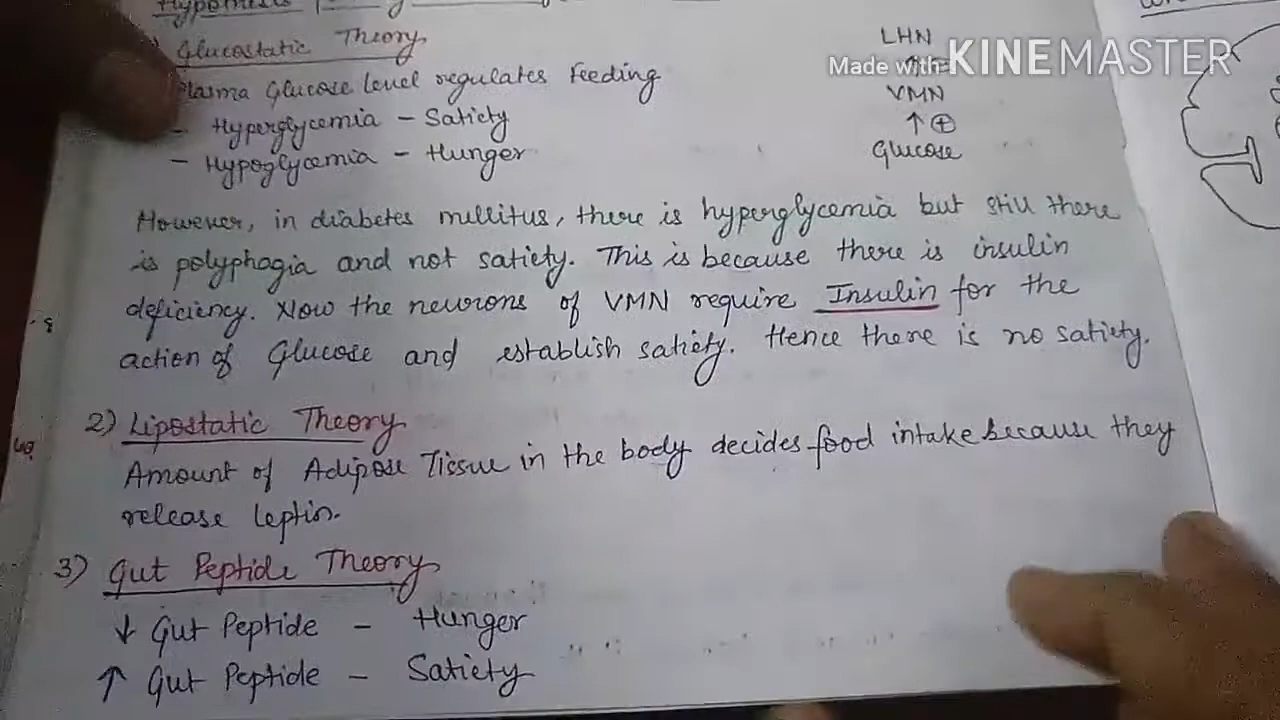 Glucostatic Theory
Plasma Glucose level regulates Feeding
- Hyperglycemia - Satiety
- Hypoglycemia - Hunger
LHN
VMN
↑ ⊕
Glucose
Made with KINEMASTER
However, in diabetes mellitus, there is hyperglycemia but still there
is polyphagia and not satiety. This is because there is insulin
deficiency. Now the neurons of VMN require Insulin for the
action of Glucose and establish satiety. Hence there is no satiety.
2) Lipostatic Theory
Amount of Adipose Tissue in the body decides food intake because they
release leptin.
3) Gut Peptide Theory
↓ Gut Peptide - Hunger
↑ Gut Peptide - Satiety